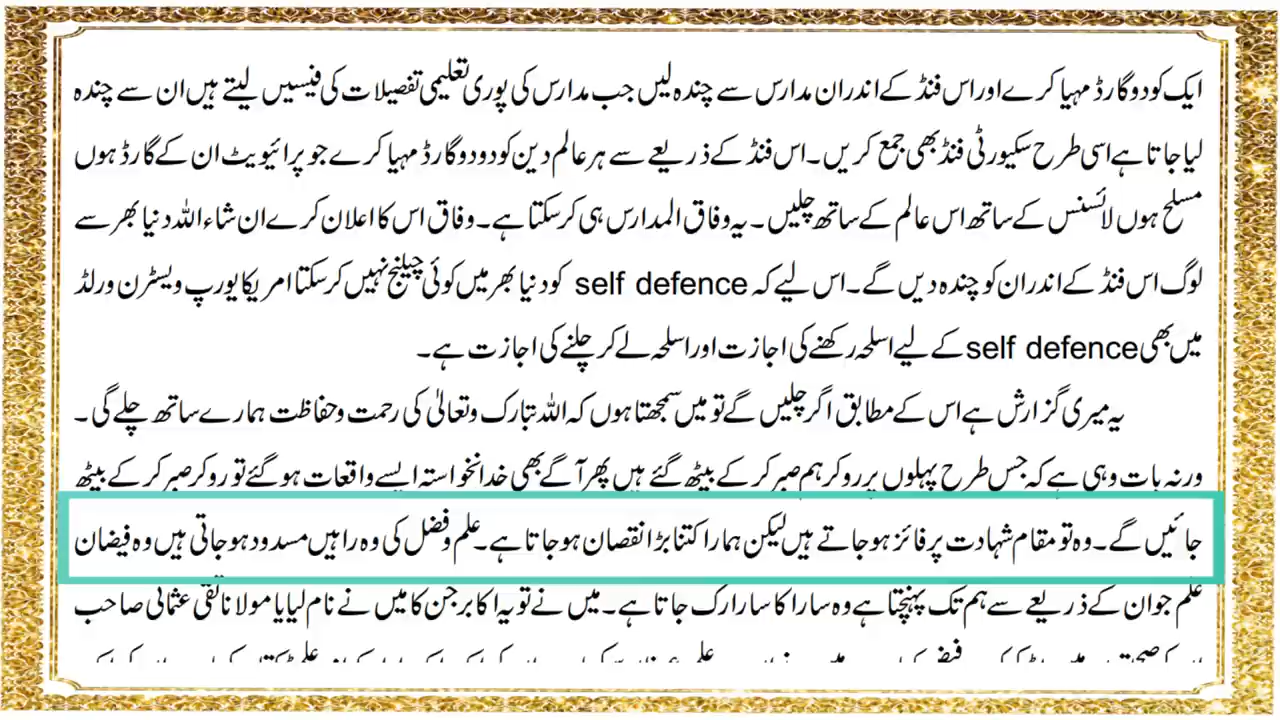 ایک کو دو گارڈ مہیا کرے اور اس فنڈ کے اندر ان مدارس سے چندہ لیں جب مدارس کی پوری تعلیمی تفصیلات کی فیسیں لیتے ہیں ان سے چندہ
لیا جاتا ہے اسی طرح سکیورٹی فنڈ بھی جمع کریں۔ اس فنڈ کے ذریعے سے ہر عالم دین کو دو دو گارڈ مہیا کرے جو پرائیویٹ ان کے گارڈ ہوں
مسلح ہوں لائسنس کے ساتھ اس عالم کے ساتھ چلیں۔ یہ وفاق المدارس ہی کر سکتا ہے۔ وفاق اس کا اعلان کرے ان شاء اللہ دنیا بھر سے
لوگ اس فنڈ کے اندر ان کو چندہ دیں گے۔ اس لیے کہ self defence کو دنیا بھر میں کوئی چیلنج نہیں کر سکتا امریکا یورپ ویسٹرن ورلڈ
میں بھی self defence کے لیے اسلحہ رکھنے کی اجازت اور اسلحہ لے کر چلنے کی اجازت ہے۔
یہ میری گزارش ہے اس کے مطابق اگر چلیں گے تو میں سمجھتا ہوں کہ اللہ تبارک وتعالیٰ کی رحمت وحفاظت ہمارے ساتھ چلے گی۔
ورنہ بات وہی ہے کہ جس طرح پہلوں پر رو کر ہم صبر کر کے بیٹھ گئے ہیں پھر آگے بھی خدانخواستہ ایسے واقعات ہو گئے تو رو کر صبر کر کے بیٹھ
جائیں گے۔ وہ تو مقام شہادت پر فائز ہو جاتے ہیں لیکن ہمارا کتنا بڑا نقصان ہو جاتا ہے۔ علم وفضل کی وہ راہیں مسدود ہو جاتی ہیں وہ فیضان
علم جو ان کے ذریعے سے ہم تک پہنچتا ہے وہ سارا کا سارا رک جاتا ہے۔ میں نے تو یہ اکابر جن کا میں نے نام لیا یا مولانا تقی عثمانی صاحب